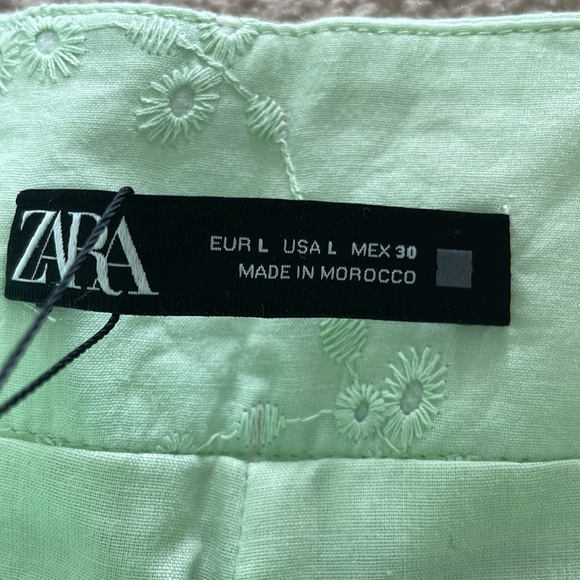 ZARA
EUR L USA L MEX 30
MADE IN MOROCCO